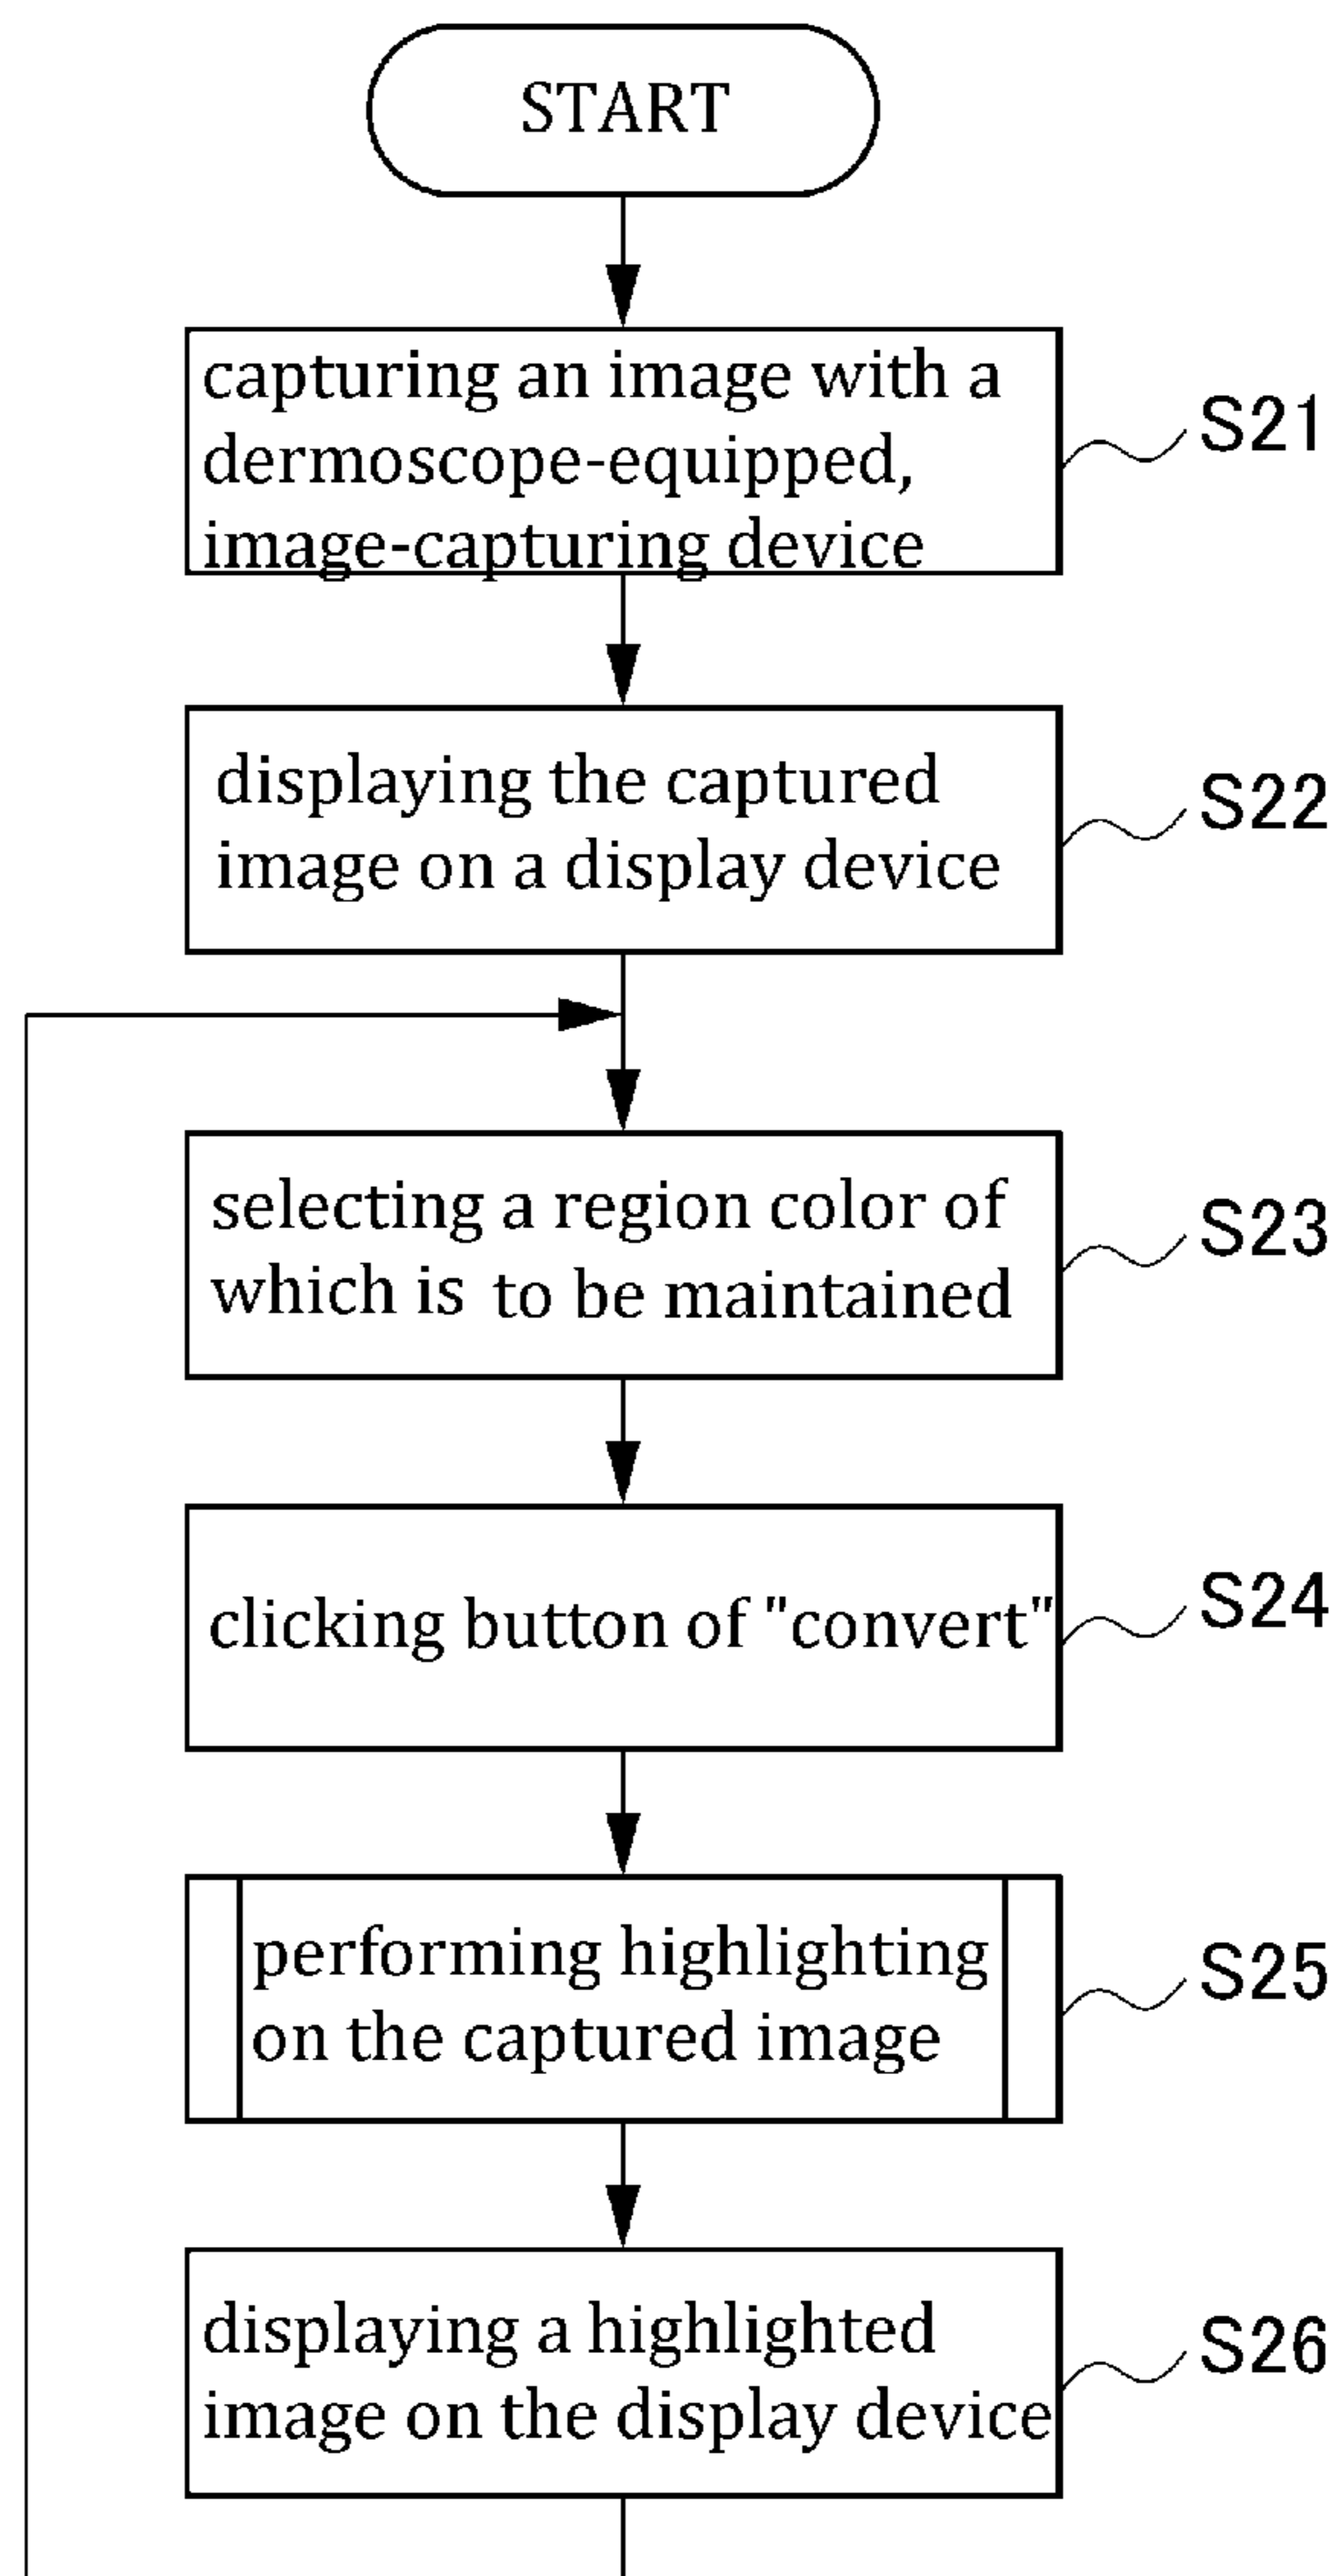 START
capturing an image with a
dermoscope-equipped,
image-capturing device
S21
displaying the captured
image on a display device
S22
selecting a region color of
which is to be maintained
S23
clicking button of "convert"
S24
performing highlighting
on the captured image
S25
displaying a highlighted
image on the display device
S26